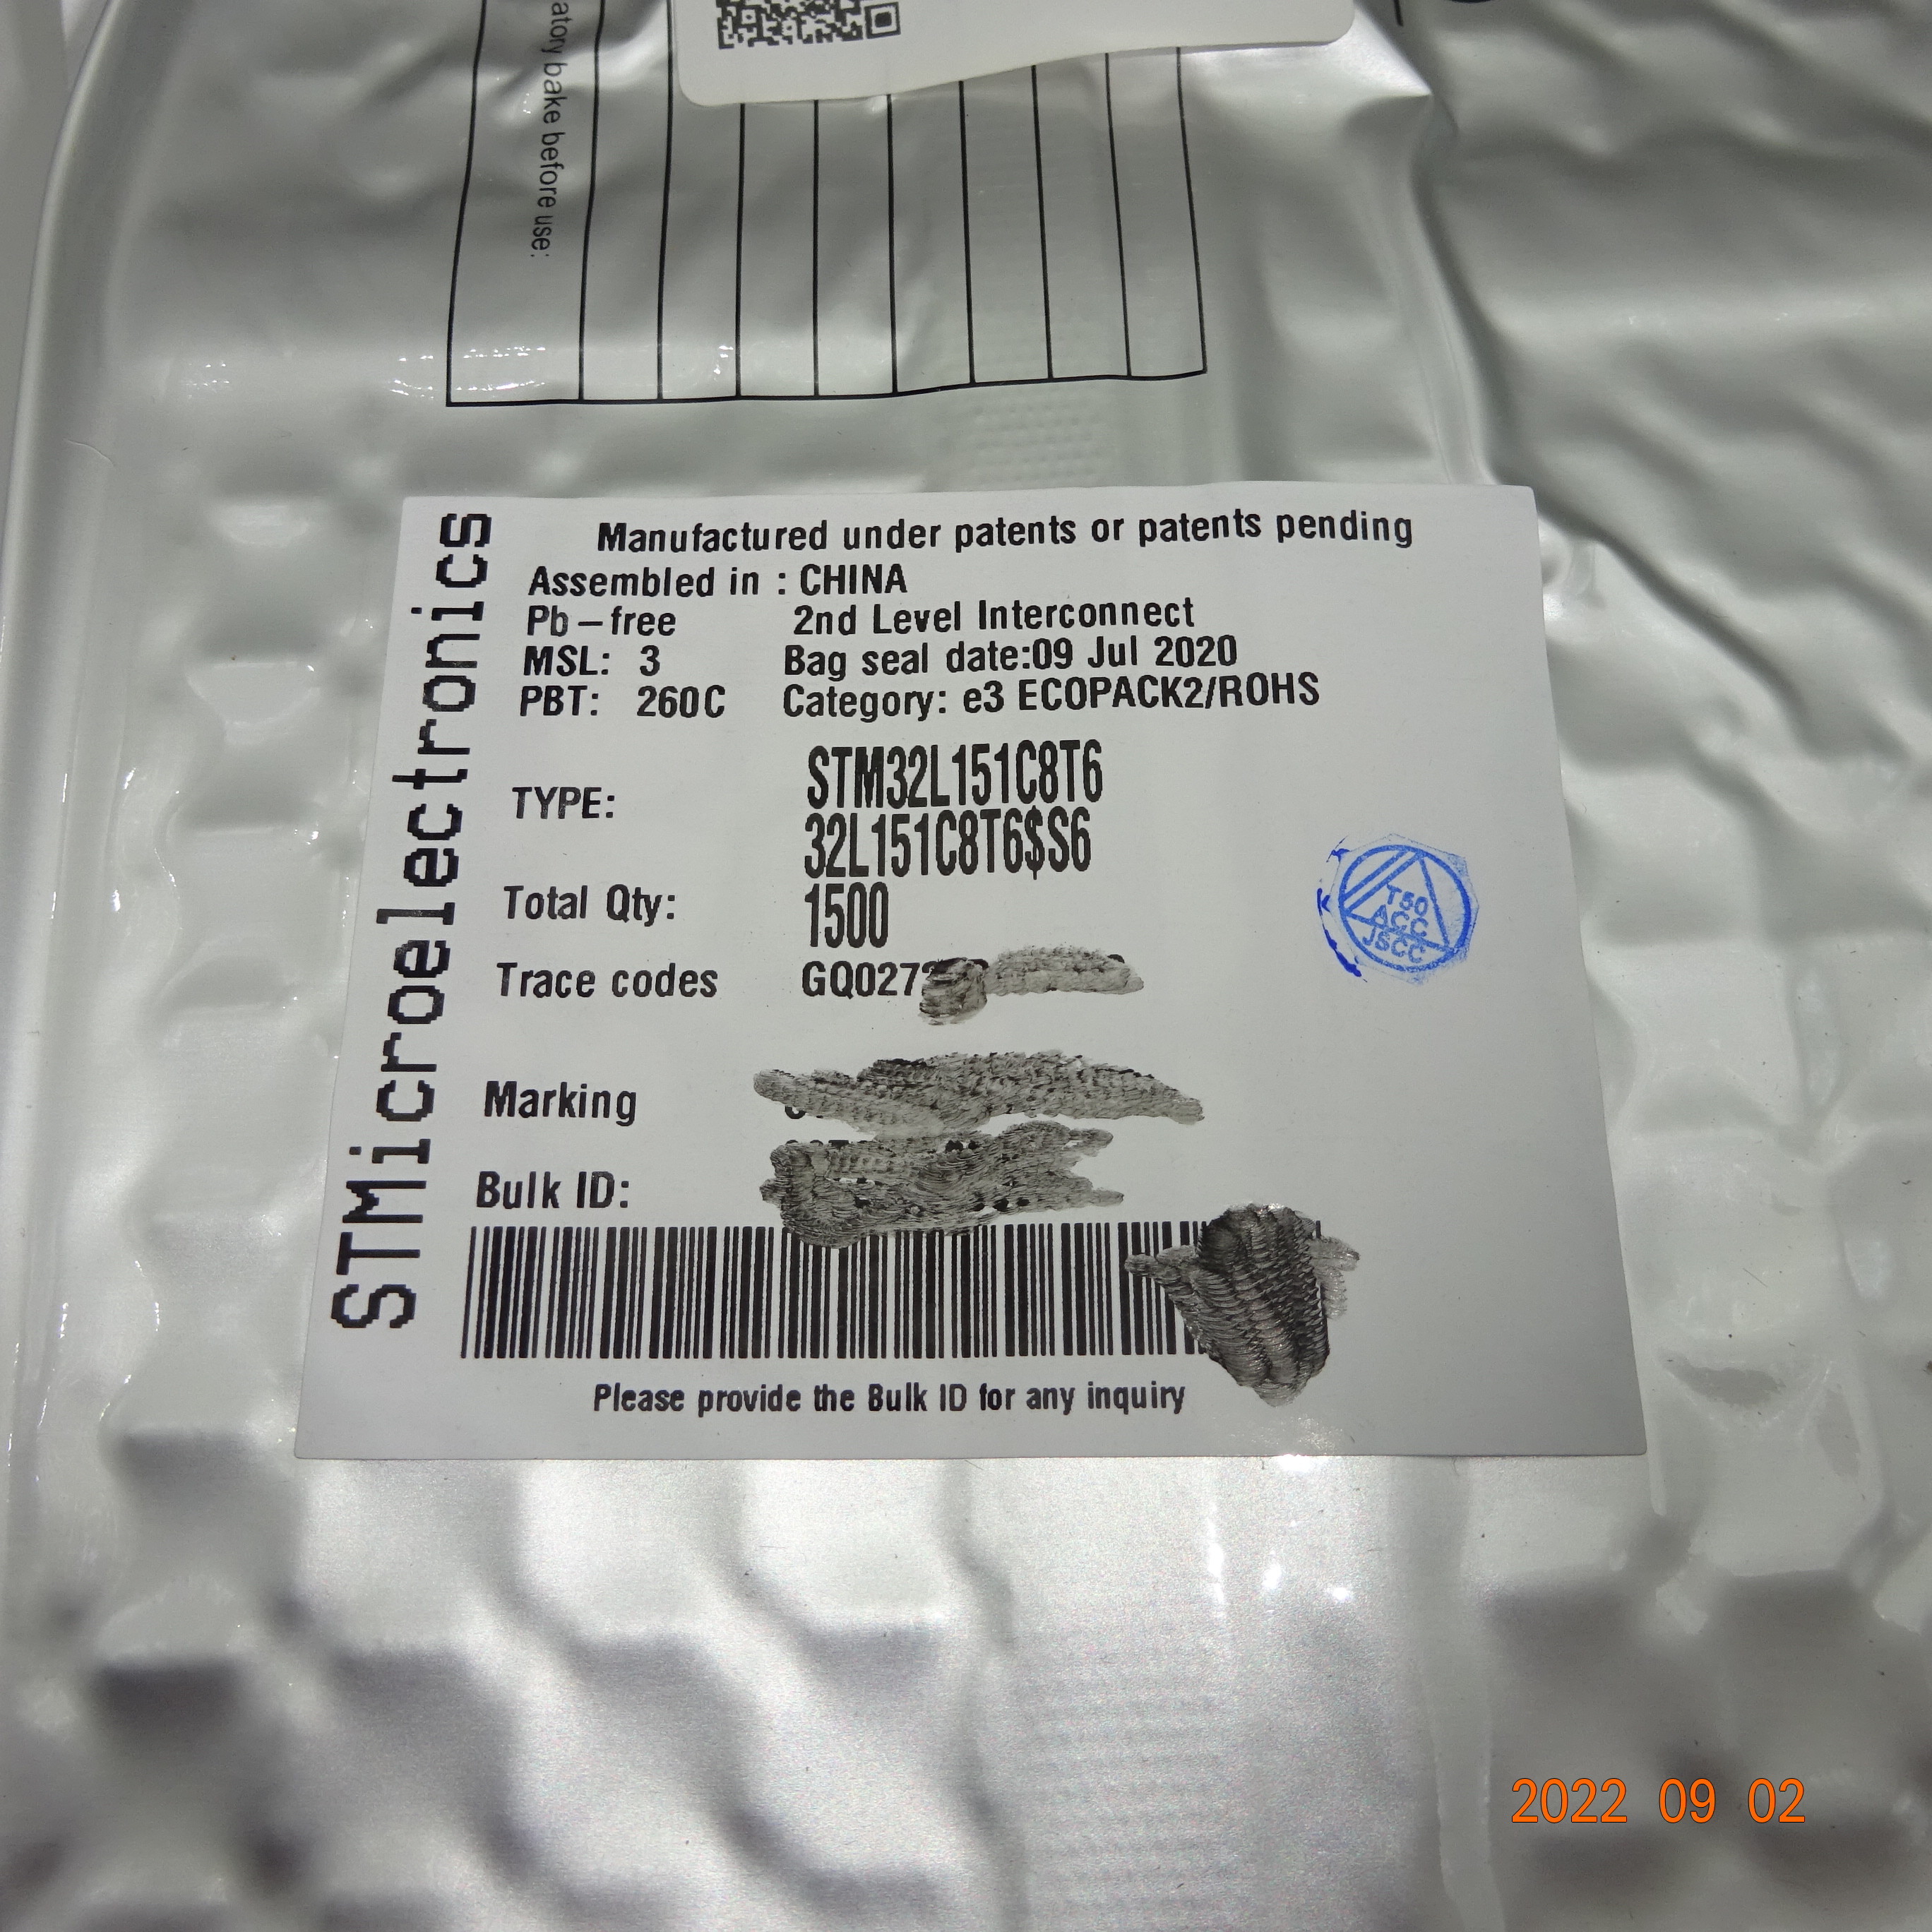 atory bake before use:
STMicroelectronics
Manufactured under patents or patents pending
Assembled in : CHINA
Pb-free 2nd Level Interconnect
MSL: 3 Bag seal date:09 Jul 2020
PBT: 260C Category: e3 ECOPACK2/ROHS
TYPE: STM32L151C8T6
32L151C8T6$S6
Total Qty: 1500
Trace codes GQ027
T50
ACC
JSCC
Marking
Bulk ID:
Please provide the Bulk ID for any inquiry
2022 09 02